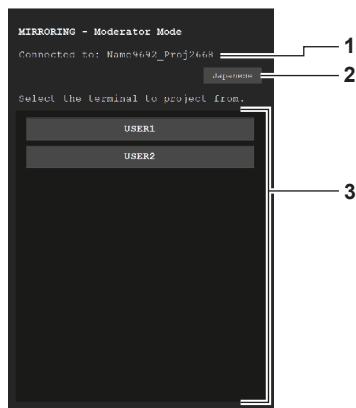 MIRRORING - Moderator Mode
Connected to: Name9692_Proj2668
1
Japanese
2
Select the terminal to project from.
USER1
USER2
3